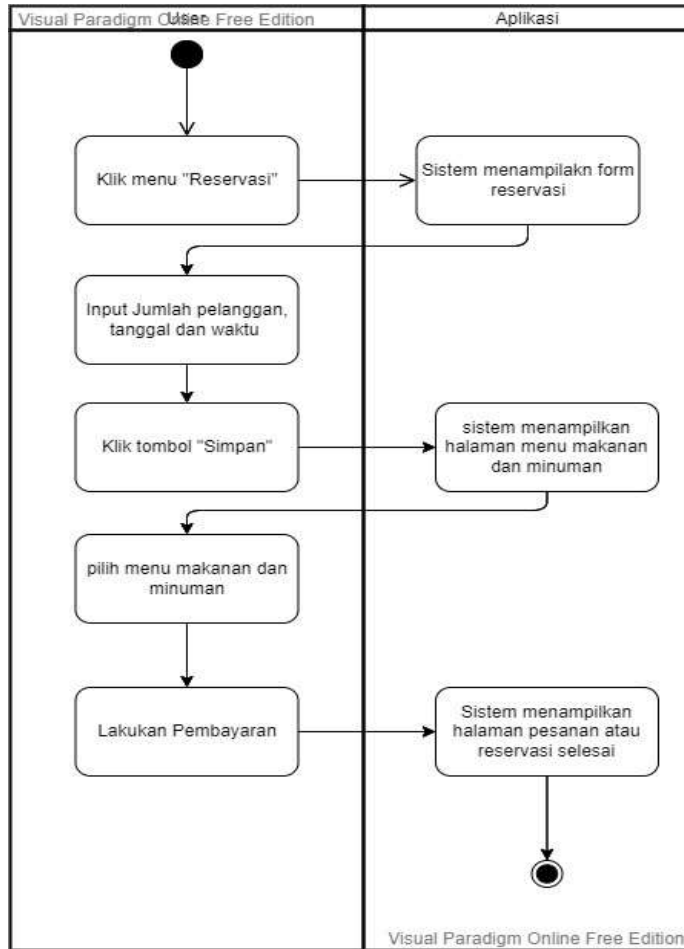 Visual Paradigm Online Free Edition
User
Aplikasi
Klik menu "Reservasi"
Sistem menampilakn form
reservasi
Input Jumlah pelanggan,
tanggal dan waktu
Klik tombol "Simpan"
sistem menampilkan
halaman menu makanan
dan minuman
pilih menu makanan dan
minuman
Lakukan Pembayaran
Sistem menampilkan
halaman pesanan atau
reservasi selesai
Visual Paradigm Online Free Edition